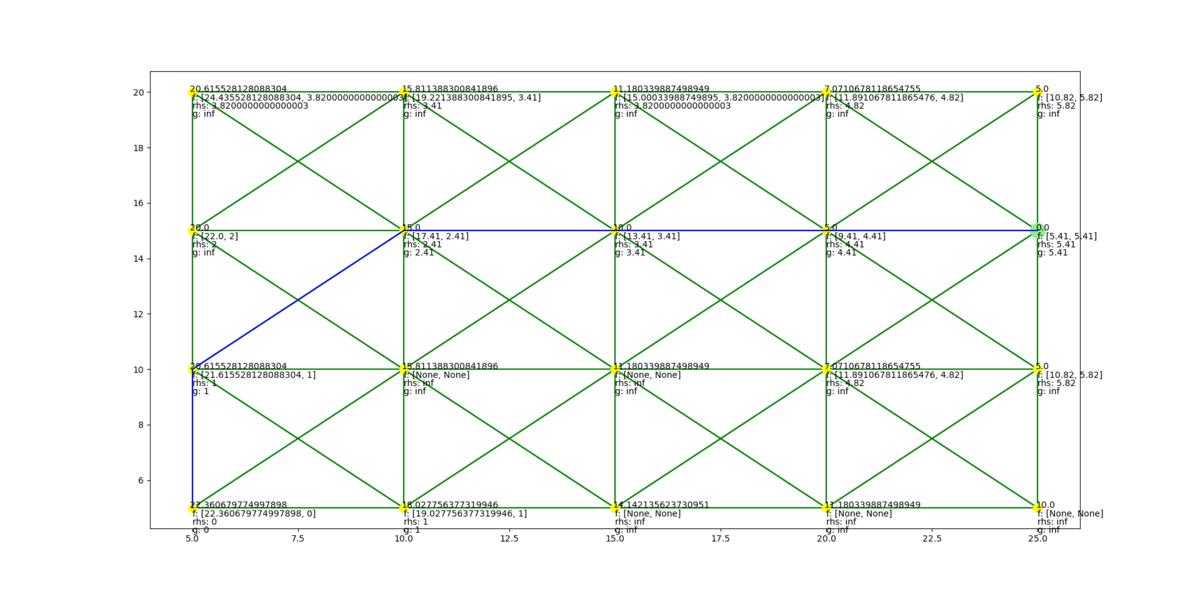 20
20.615528128088304
f: [24.435528128088304, 3.8200000000000003]
rhs: 3.8200000000000003
g: inf
15.811388300841896
f: [19.221388300841895, 3.41]
rhs: 3.41
g: inf
11.180339887498949
f: [15.00033988749895, 3.8200000000000003]
rhs: 3.8200000000000003
g: inf
7.0710678118654755
f: [11.891067811865476, 4.82]
rhs: 4.82
g: inf
5.0
f: [10.82, 5.82]
rhs: 5.82
g: inf
18
16
20.0
f: [22.0, 2]
rhs: 2
g: inf
15.0
f: [17.41, 2.41]
rhs: 2.41
g: 2.41
10.0
f: [13.41, 3.41]
rhs: 3.41
g: 3.41
5.0
f: [9.41, 4.41]
rhs: 4.41
g: 4.41
0.0
f: [5.41, 5.41]
rhs: 5.41
g: 5.41
14
12
10
20.615528128088304
f: [21.615528128088304, 1]
rhs: 1
g: 1
15.811388300841896
f: [None, None]
rhs: inf
g: inf
11.180339887498949
f: [None, None]
rhs: inf
g: inf
7.0710678118654755
f: [11.891067811865476, 4.82]
rhs: 4.82
g: inf
5.0
f: [10.82, 5.82]
rhs: 5.82
g: inf
8
6
22.360679774997898
f: [22.360679774997898, 0]
rhs: 0
g: 0
18.027756377319946
f: [19.027756377319946, 1]
rhs: 1
g: 1
14.142135623730951
f: [None, None]
rhs: inf
g: inf
11.180339887498949
f: [None, None]
rhs: inf
g: inf
10.0
f: [None, None]
rhs: inf
g: inf
5.0
7.5
10.0
12.5
15.0
17.5
20.0
22.5
25.0